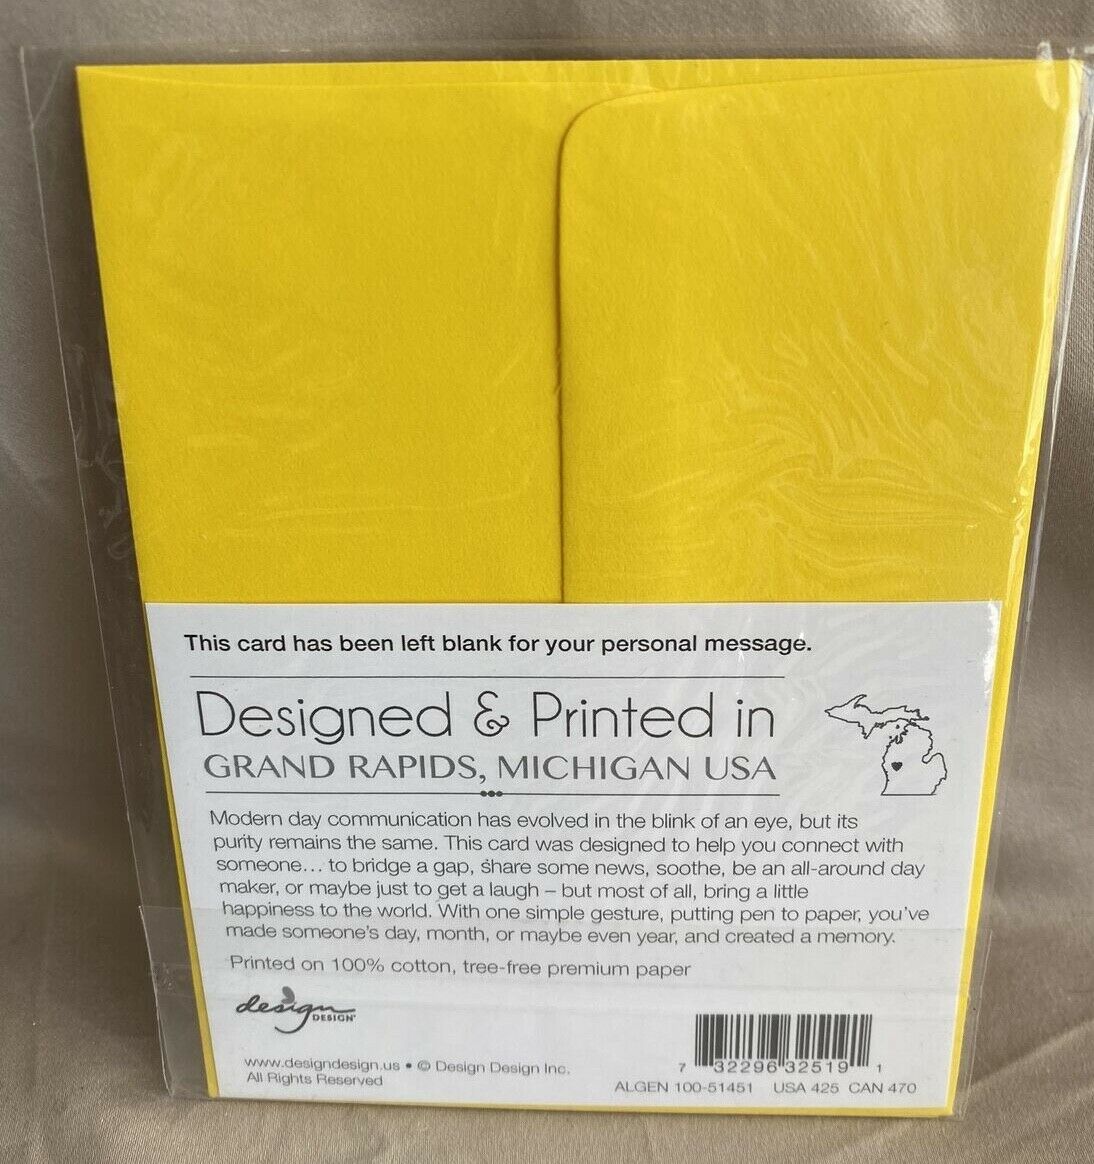 This card has been left blank for your personal message.
Designed & Printed in
GRAND RAPIDS, MICHIGAN USA
Modern day communication has evolved in the blink of an eye, but its
purity remains the same. This card was designed to help you connect with
someone... to bridge a gap, share some news, soothe, be an all-around day
maker, or maybe just to get a laugh – but most of all, bring a little
happiness to the world. With one simple gesture, putting pen to paper, you've
made someone's day, month, or maybe even year, and created a memory.
Printed on 100% cotton, tree-free premium paper
design
DESIGN®
www.designdesign.us • © Design Design Inc.
All Rights Reserved
7 32296 32519 1
ALGEN 100-51451 USA 425 CAN 470